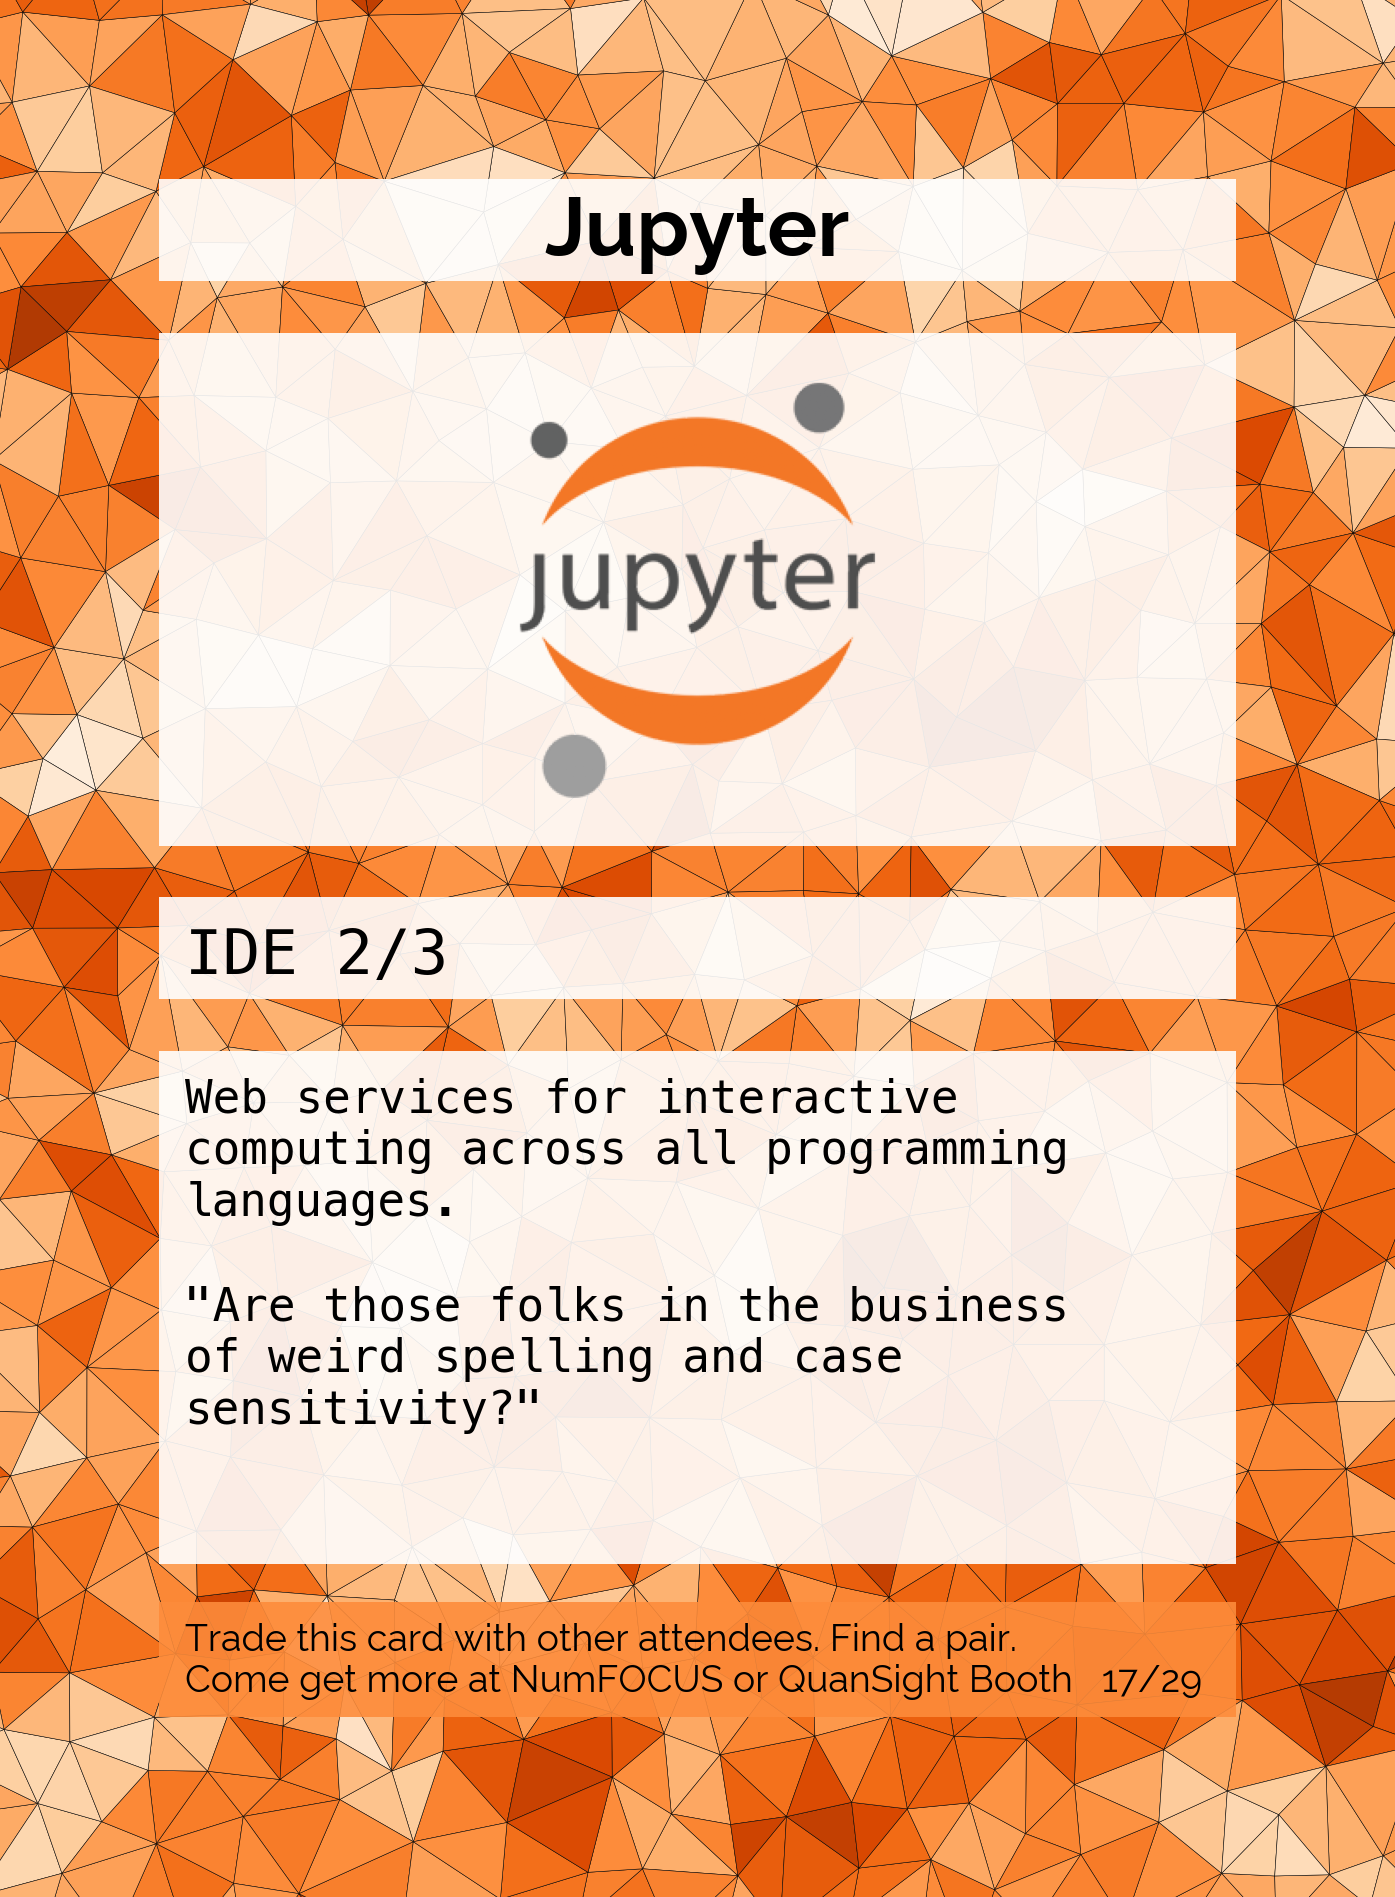 Jupyter
jupyter
IDE 2/3
Web services for interactive
computing across all programming
languages.
"Are those folks in the business
of weird spelling and case
sensitivity?"
Trade this card with other attendees. Find a pair.
Come get more at NumFOCUS or QuanSight Booth 17/29